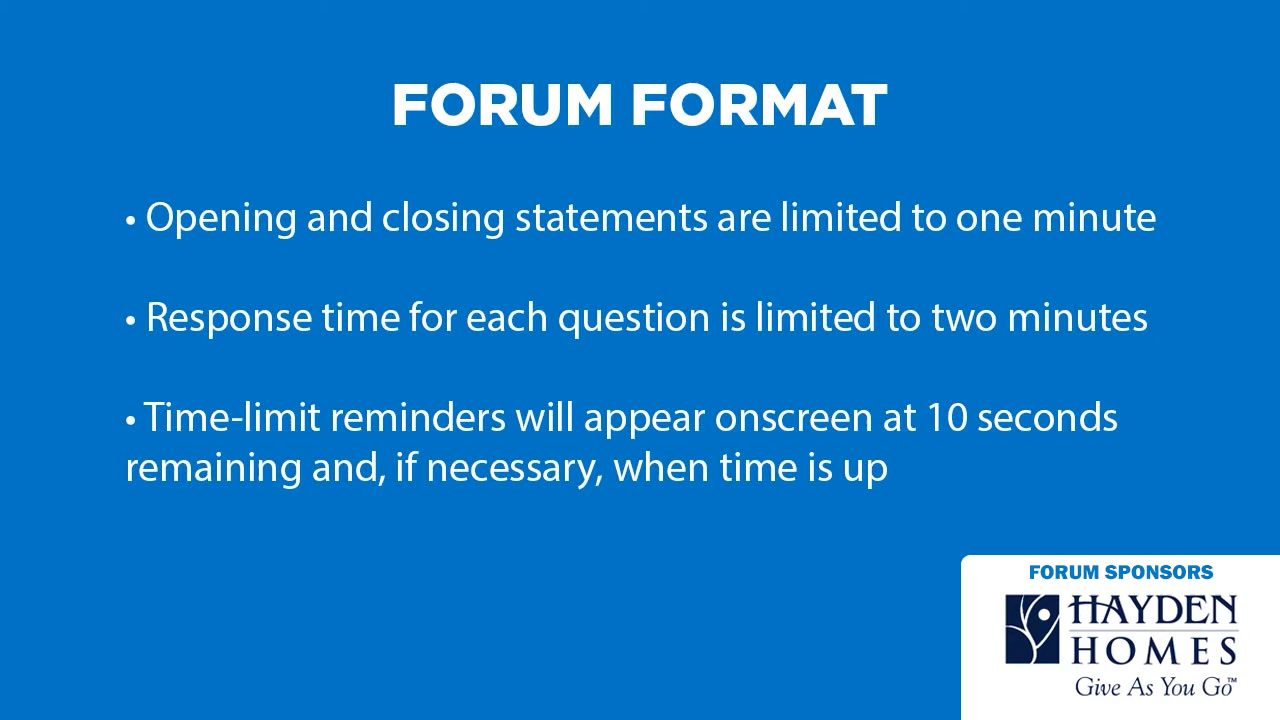 FORUM FORMAT
• Opening and closing statements are limited to one minute
• Response time for each question is limited to two minutes
• Time-limit reminders will appear onscreen at 10 seconds
remaining and, if necessary, when time is up
FORUM SPONSORS
HAYDEN
HOMES
Give As You Go™